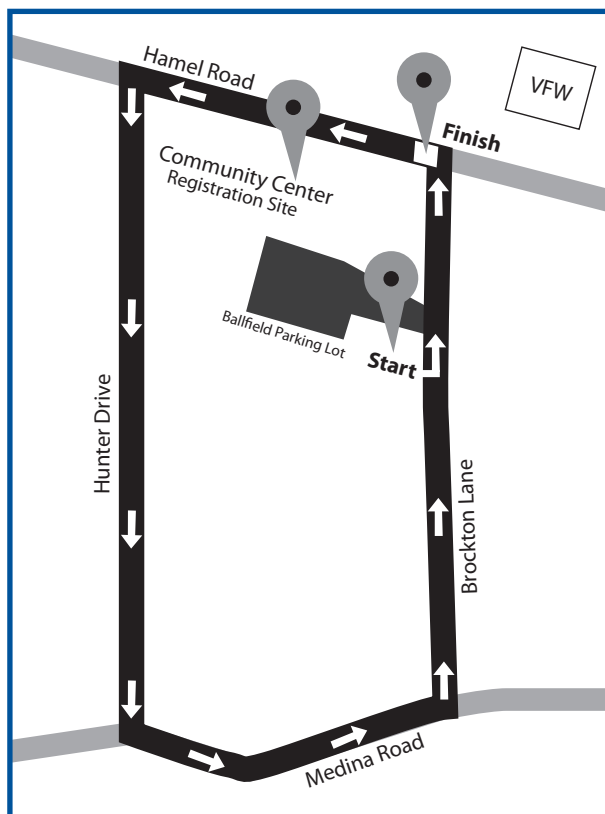 Hamel Road
VFW
Finish
Community Center
Registration Site
Ballfield Parking Lot
Start
Hunter Drive
Brockton Lane
Medina Road